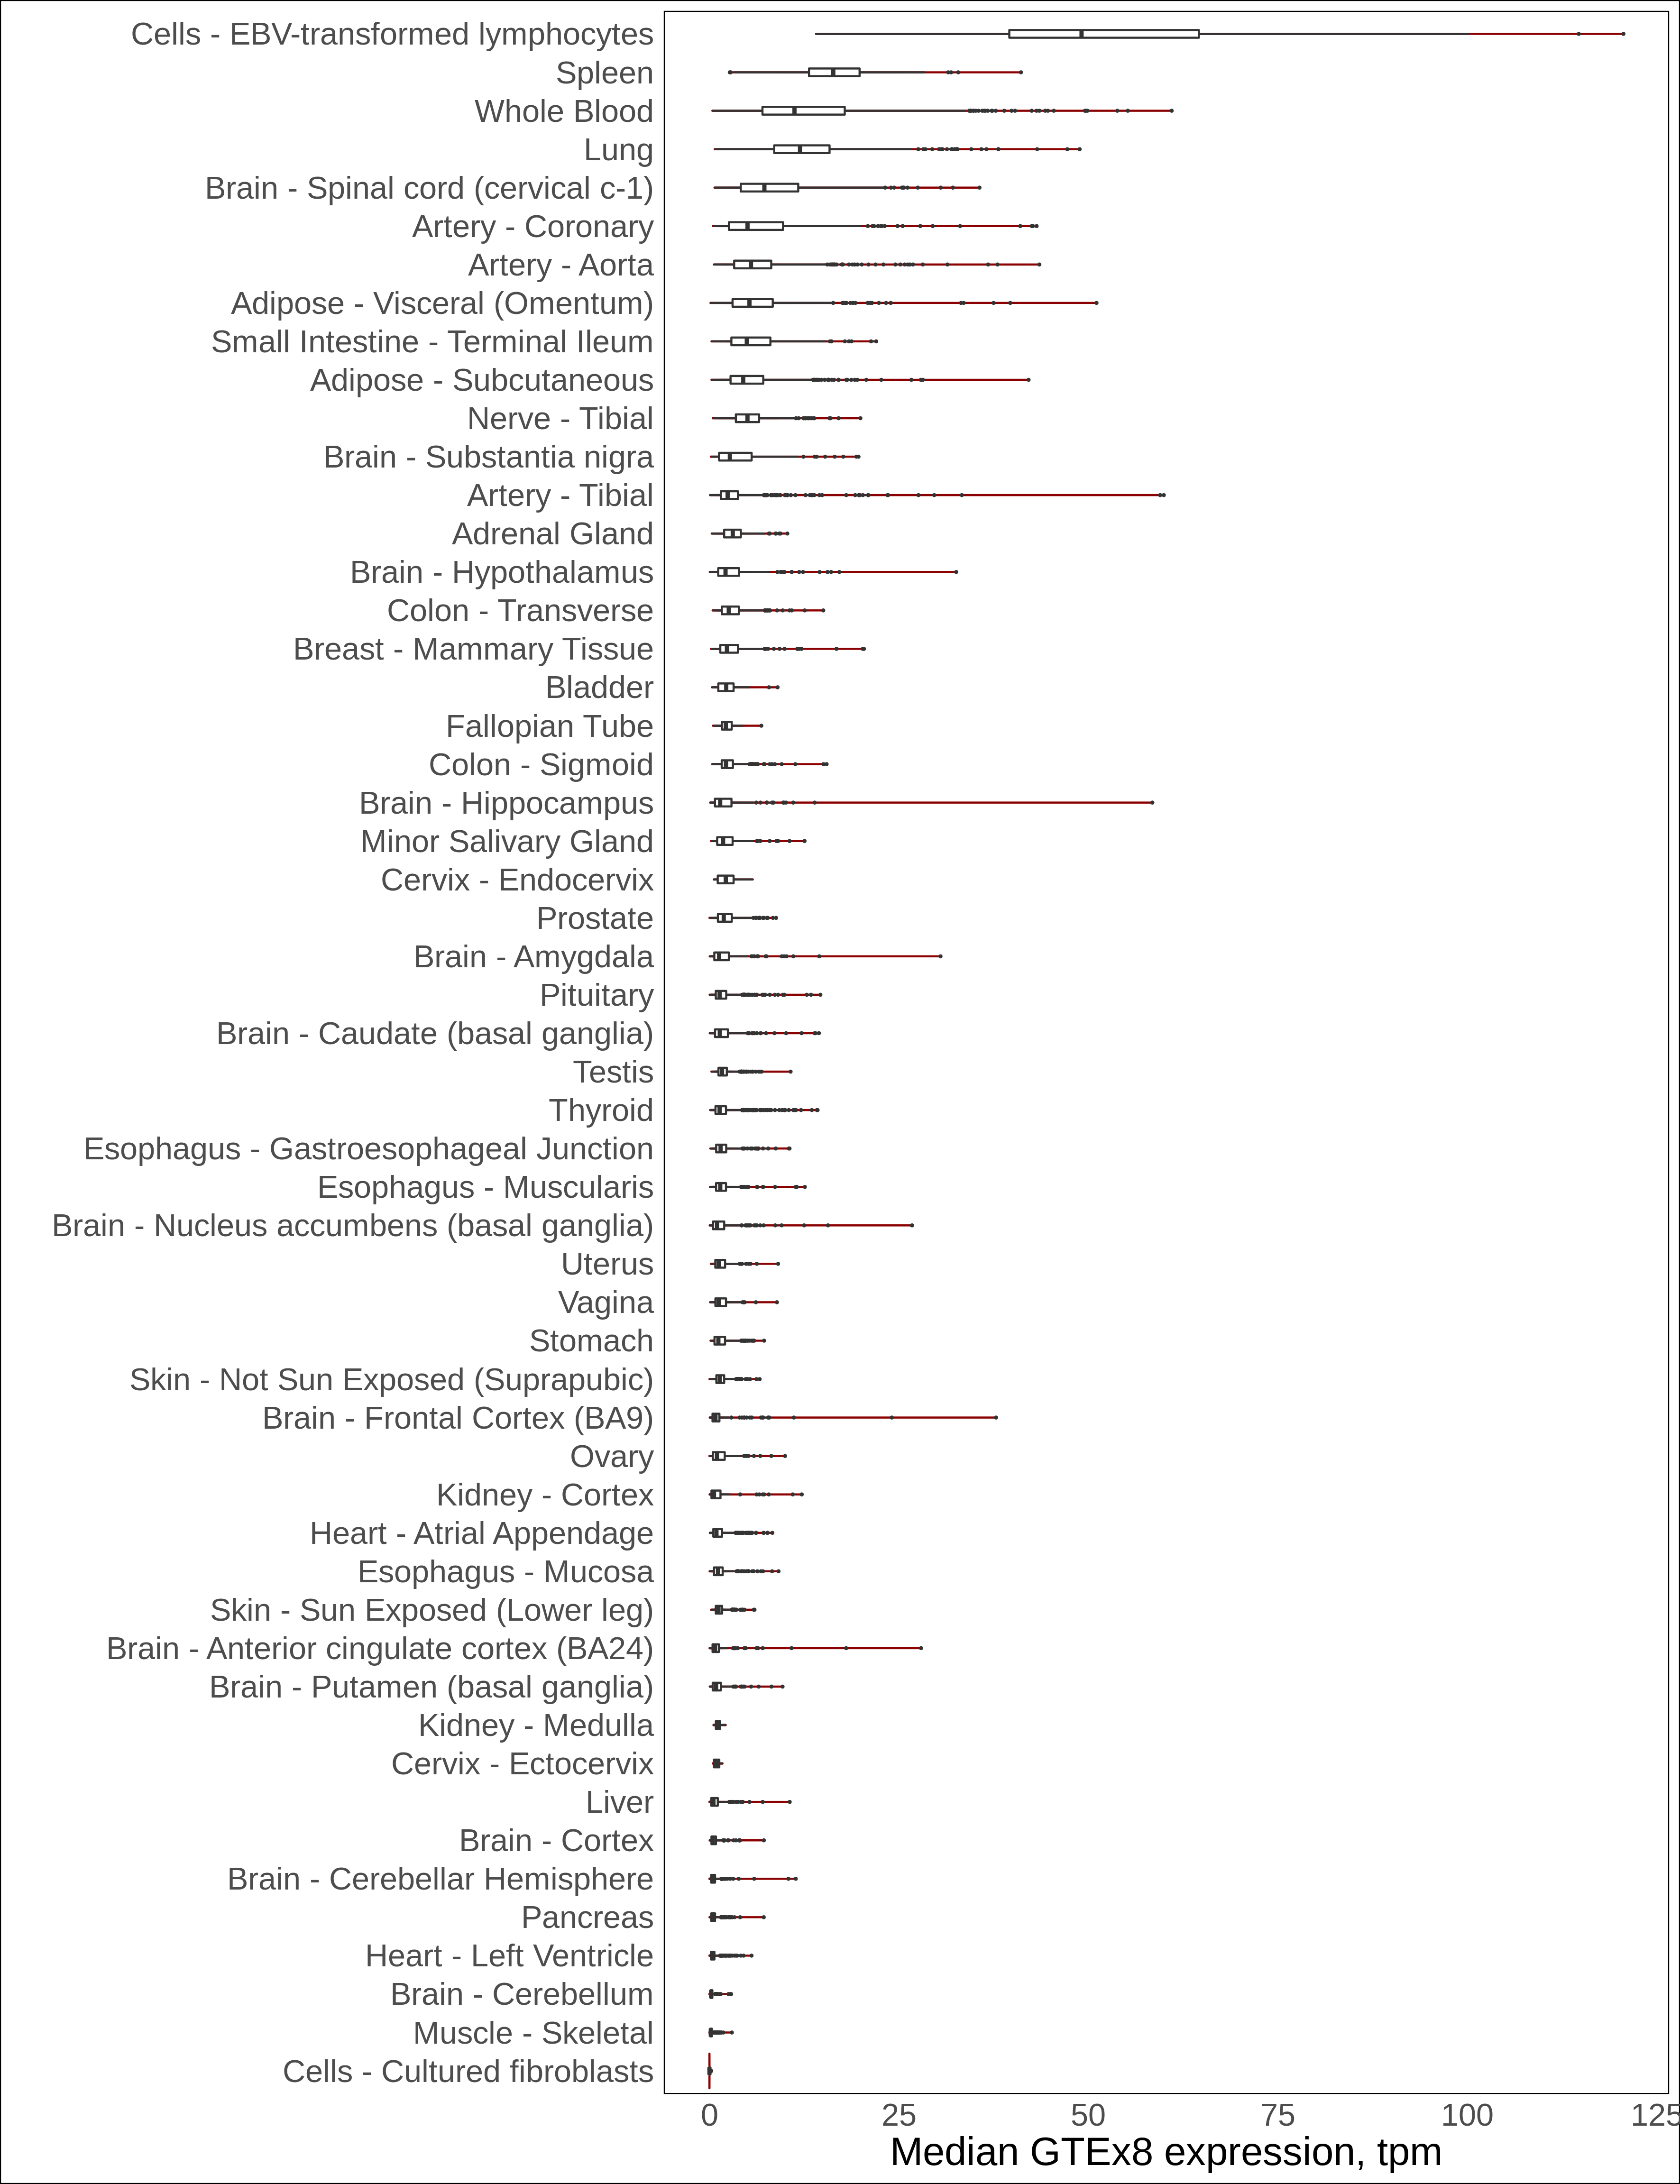 Cells - EBV-transformed lymphocytes
Spleen
Whole Blood
Lung
Brain - Spinal cord (cervical c-1)
Artery - Coronary
Artery - Aorta
Adipose - Visceral (Omentum)
Small Intestine - Terminal Ileum
Adipose - Subcutaneous
Nerve - Tibial
Brain - Substantia nigra
Artery - Tibial
Adrenal Gland
Brain - Hypothalamus
Colon - Transverse
Breast - Mammary Tissue
Bladder
Fallopian Tube
Colon - Sigmoid
Brain - Hippocampus
Minor Salivary Gland
Cervix - Endocervix
Prostate
Brain - Amygdala
Pituitary
Brain - Caudate (basal ganglia)
Testis
Thyroid
Esophagus - Gastroesophageal Junction
Esophagus - Muscularis
Brain - Nucleus accumbens (basal ganglia)
Uterus
Vagina
Stomach
Skin - Not Sun Exposed (Suprapubic)
Brain - Frontal Cortex (BA9)
Ovary
Kidney - Cortex
Heart - Atrial Appendage
Esophagus - Mucosa
Skin - Sun Exposed (Lower leg)
Brain - Anterior cingulate cortex (BA24)
Brain - Putamen (basal ganglia)
Kidney - Medulla
Cervix - Ectocervix
Liver
Brain - Cortex
Brain - Cerebellar Hemisphere
Pancreas
Heart - Left Ventricle
Brain - Cerebellum
Muscle - Skeletal
Cells - Cultured fibroblasts
0 25 50 75 100 125
Median GTEx8 expression, tpm